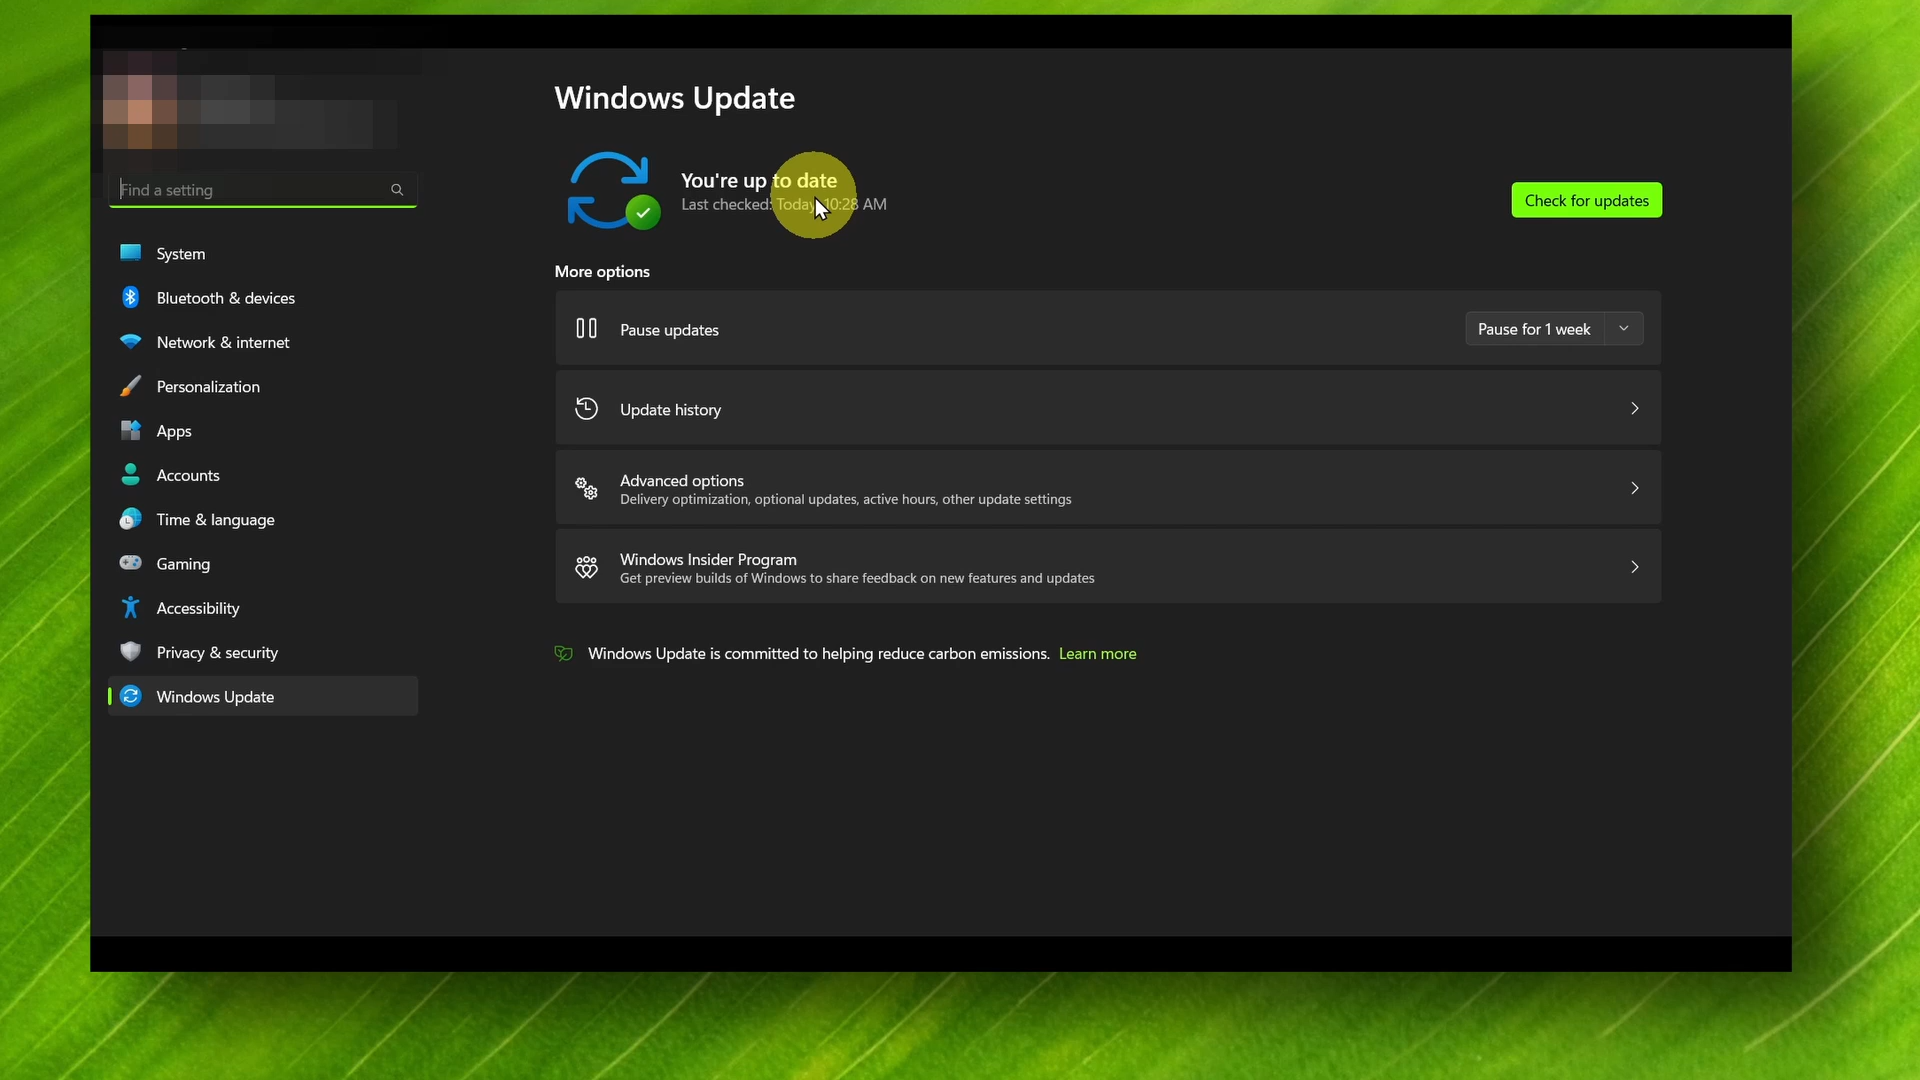 Windows Update
You're up to date
Last checked: Today, 10:28 AM
Check for updates
Find a setting
System
Bluetooth & devices
Network & internet
Personalization
Apps
Accounts
Time & language
Gaming
Accessibility
Privacy & security
Windows Update
More options
Pause updates
Pause for 1 week
Update history
Advanced options
Delivery optimization, optional updates, active hours, other update settings
Windows Insider Program
Get preview builds of Windows to share feedback on new features and updates
Windows Update is committed to helping reduce carbon emissions. Learn more